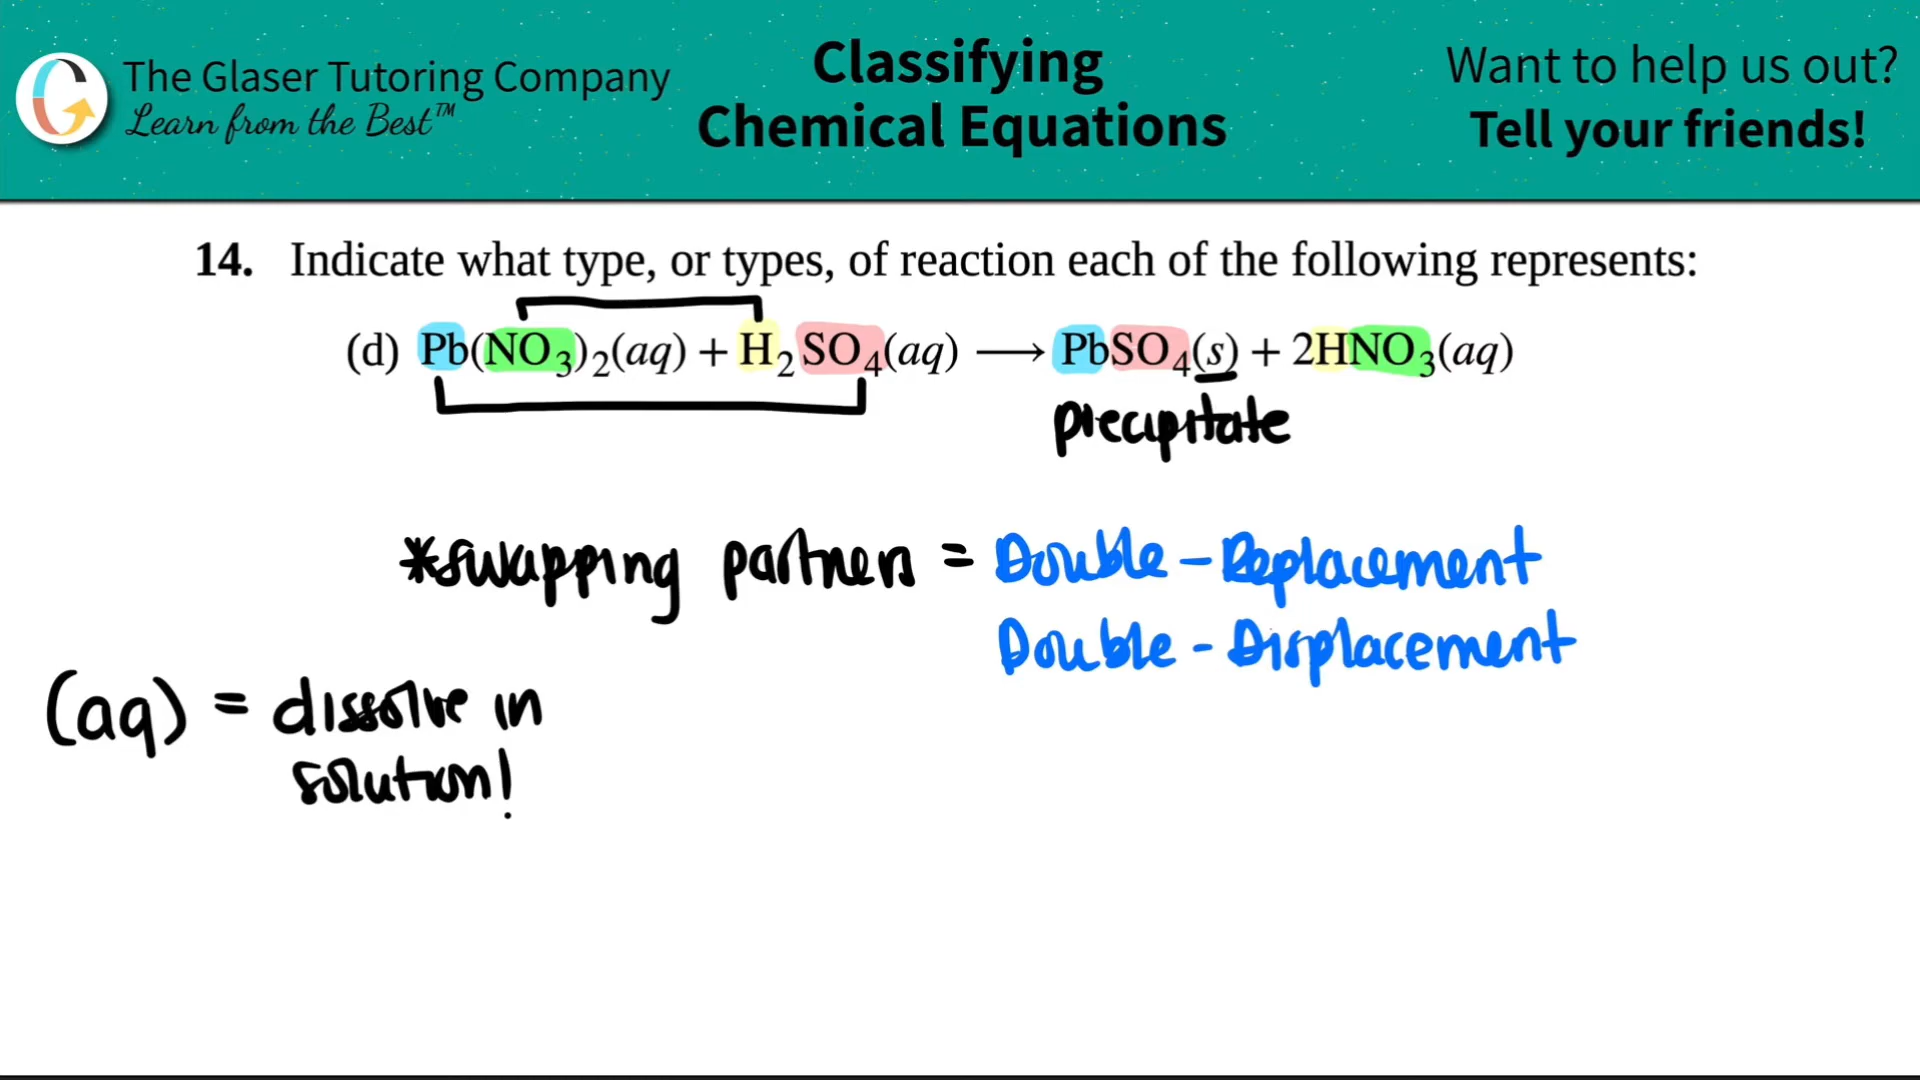 The Glaser Tutoring Company
Learn from the Best™
Classifying
Chemical Equations
Want to help us out?
Tell your friends!
14. Indicate what type, or types, of reaction each of the following represents:
(d) Pb(NO₃)₂(aq) + H₂SO₄(aq) ⟶ PbSO₄(s) + 2HNO₃(aq)
precipitate
*swapping partners = Double-Replacement
Double-Displacement
(aq) = dissolve in
solution!